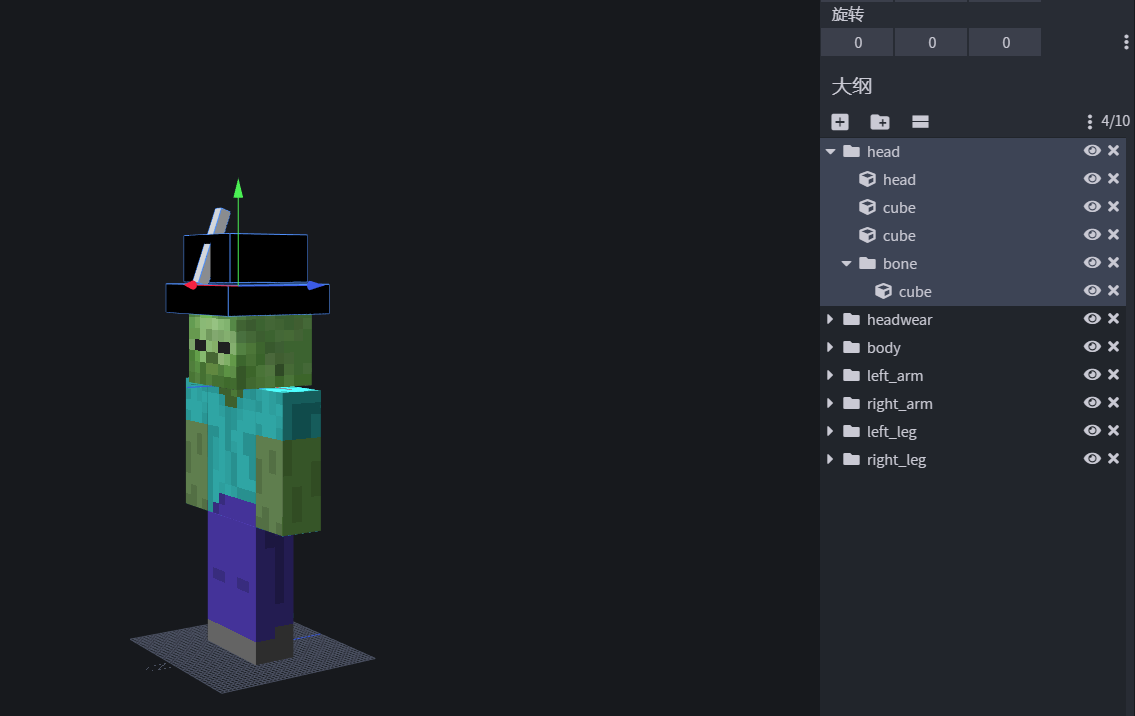 旋转
0 0 0
大纲
4/10
head
head
cube
cube
bone
cube
headwear
body
left_arm
right_arm
left_leg
right_leg